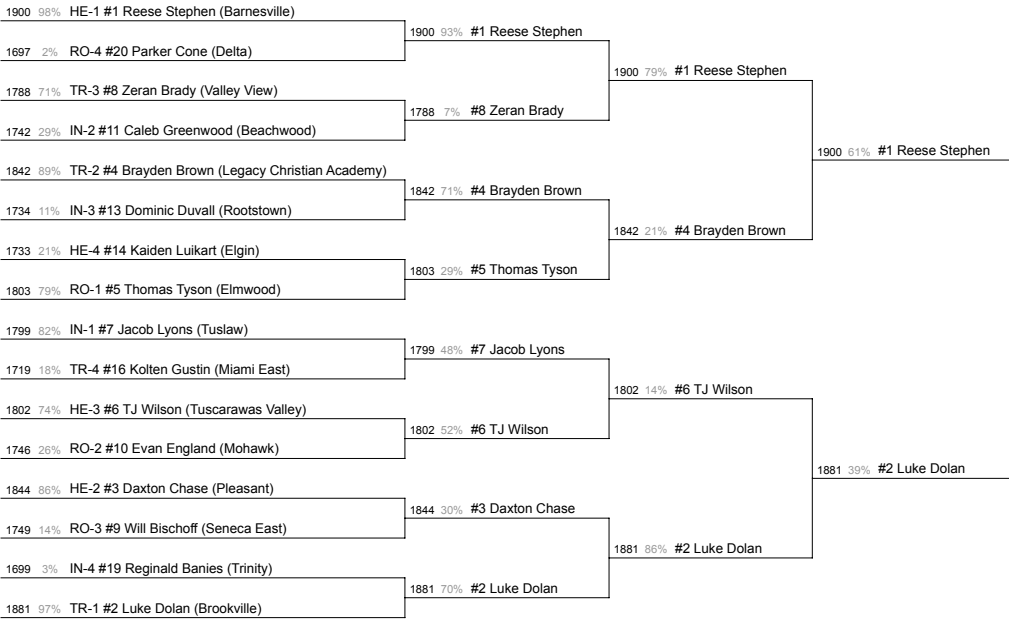 1900 98% HE-1 #1 Reese Stephen (Barnesville)
1697 2% RO-4 #20 Parker Cone (Delta)
1788 71% TR-3 #8 Zeran Brady (Valley View)
1742 29% IN-2 #11 Caleb Greenwood (Beachwood)
1842 89% TR-2 #4 Brayden Brown (Legacy Christian Academy)
1734 11% IN-3 #13 Dominic Duvall (Rootstown)
1733 21% HE-4 #14 Kaiden Luikart (Elgin)
1803 79% RO-1 #5 Thomas Tyson (Elmwood)
1799 82% IN-1 #7 Jacob Lyons (Tuslaw)
1719 18% TR-4 #16 Kolten Gustin (Miami East)
1802 74% HE-3 #6 TJ Wilson (Tuscarawas Valley)
1746 26% RO-2 #10 Evan England (Mohawk)
1844 86% HE-2 #3 Daxton Chase (Pleasant)
1749 14% RO-3 #9 Will Bischoff (Seneca East)
1699 3% IN-4 #19 Reginald Banies (Trinity)
1881 97% TR-1 #2 Luke Dolan (Brookville)
1900 93% #1 Reese Stephen
1788 7% #8 Zeran Brady
1842 71% #4 Brayden Brown
1803 29% #5 Thomas Tyson
1799 48% #7 Jacob Lyons
1802 52% #6 TJ Wilson
1844 30% #3 Daxton Chase
1881 70% #2 Luke Dolan
1900 79% #1 Reese Stephen
1842 21% #4 Brayden Brown
1802 14% #6 TJ Wilson
1881 86% #2 Luke Dolan
1900 61% #1 Reese Stephen
1881 39% #2 Luke Dolan